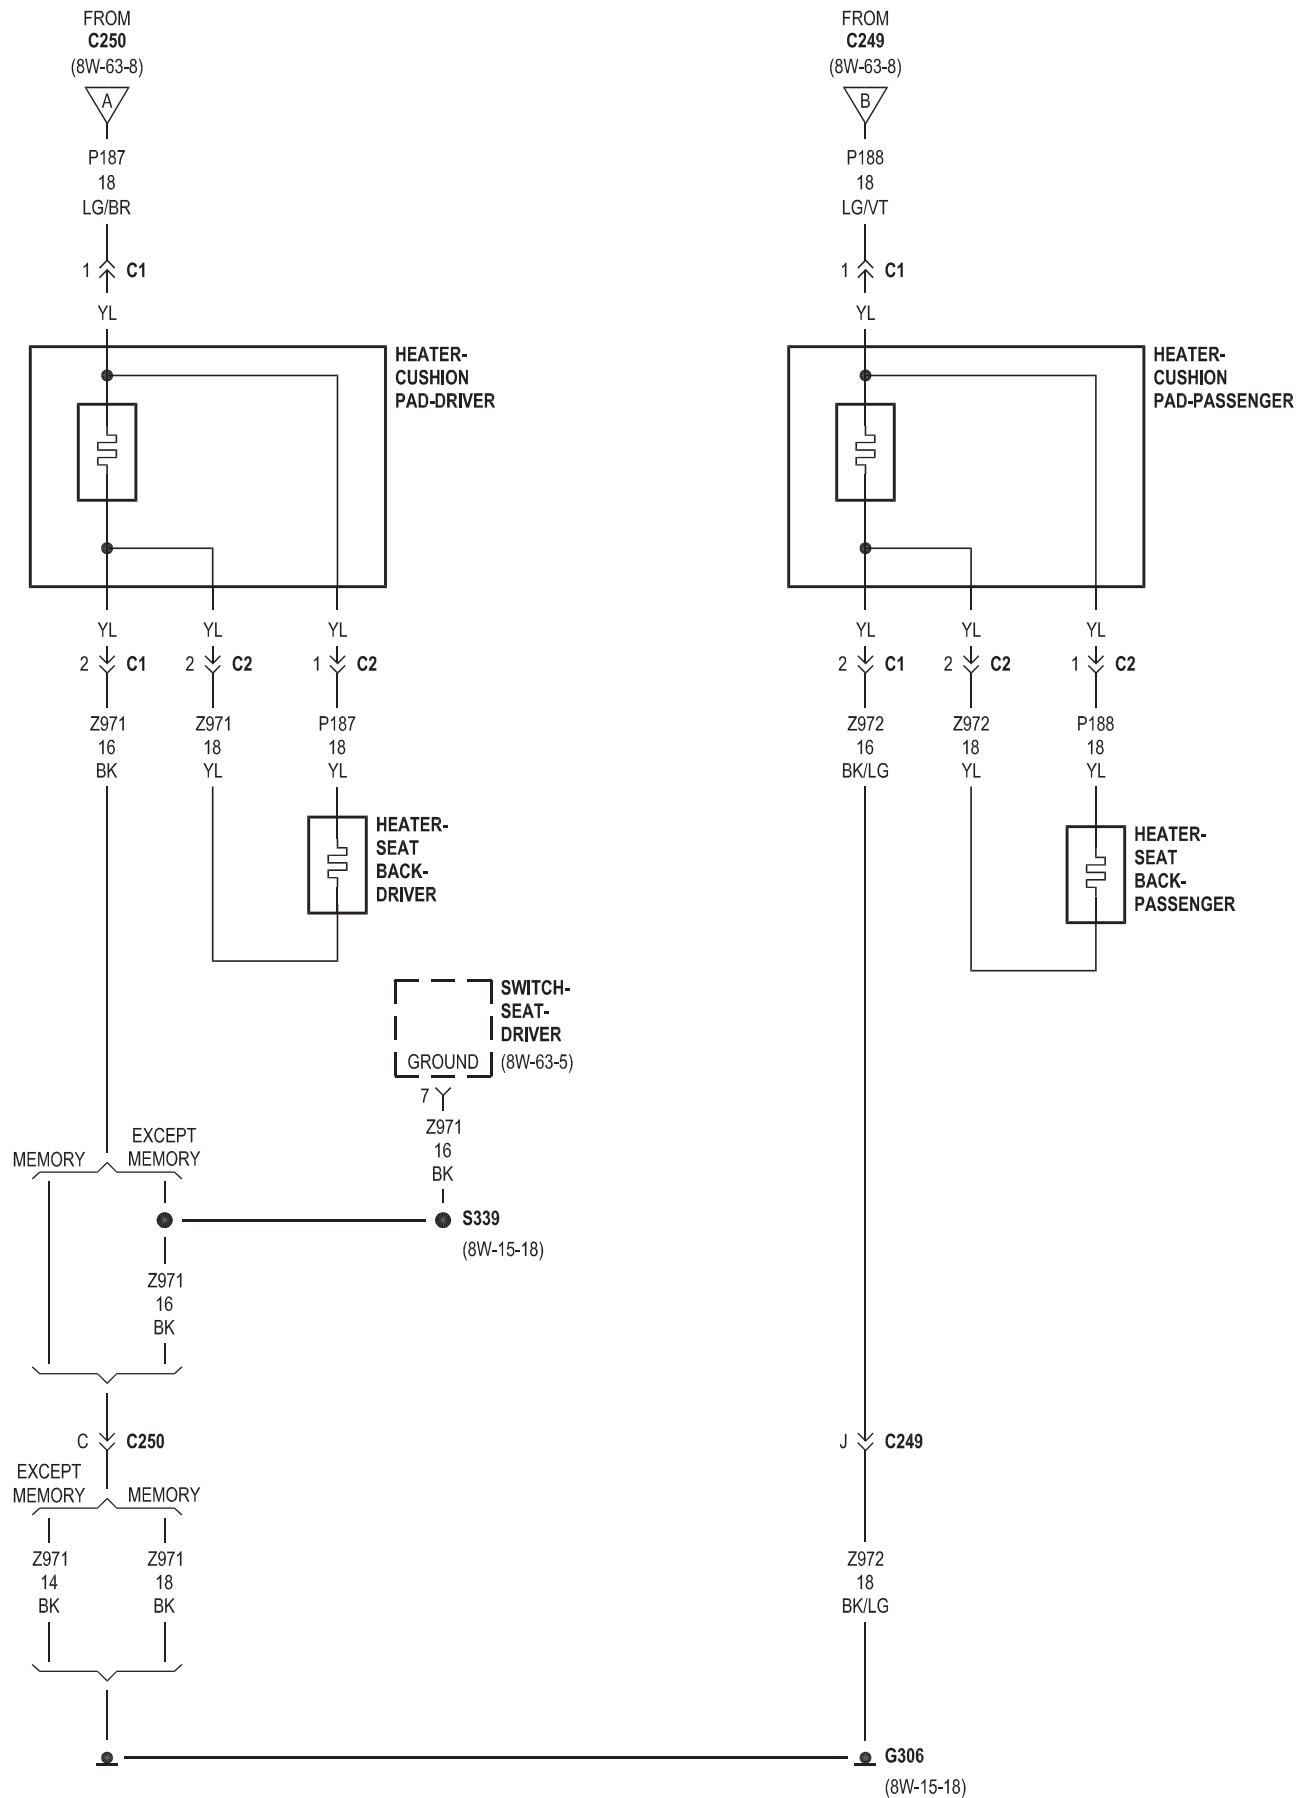 FROM
C250
(8W-63-8)
A
P187
18
LG/BR
1 C1
YL
HEATER-
CUSHION
PAD-DRIVER
YL YL YL
2 C1 2 C2 1 C2
Z971 Z971 P187
16 18 18
BK YL YL
HEATER-
SEAT
BACK-
DRIVER
SWITCH-
SEAT-
DRIVER
GROUND (8W-63-5)
7
Z971
16
BK
EXCEPT
MEMORY MEMORY
S339
(8W-15-18)
Z971
16
BK
C C250
EXCEPT
MEMORY MEMORY
Z971 Z971
14 18
BK BK
FROM
C249
(8W-63-8)
B
P188
18
LG/VT
1 C1
YL
HEATER-
CUSHION
PAD-PASSENGER
YL YL YL
2 C1 2 C2 1 C2
Z972 Z972 P188
16 18 18
BK/LG YL YL
HEATER-
SEAT
BACK-
PASSENGER
J C249
Z972
18
BK/LG
G306
(8W-15-18)